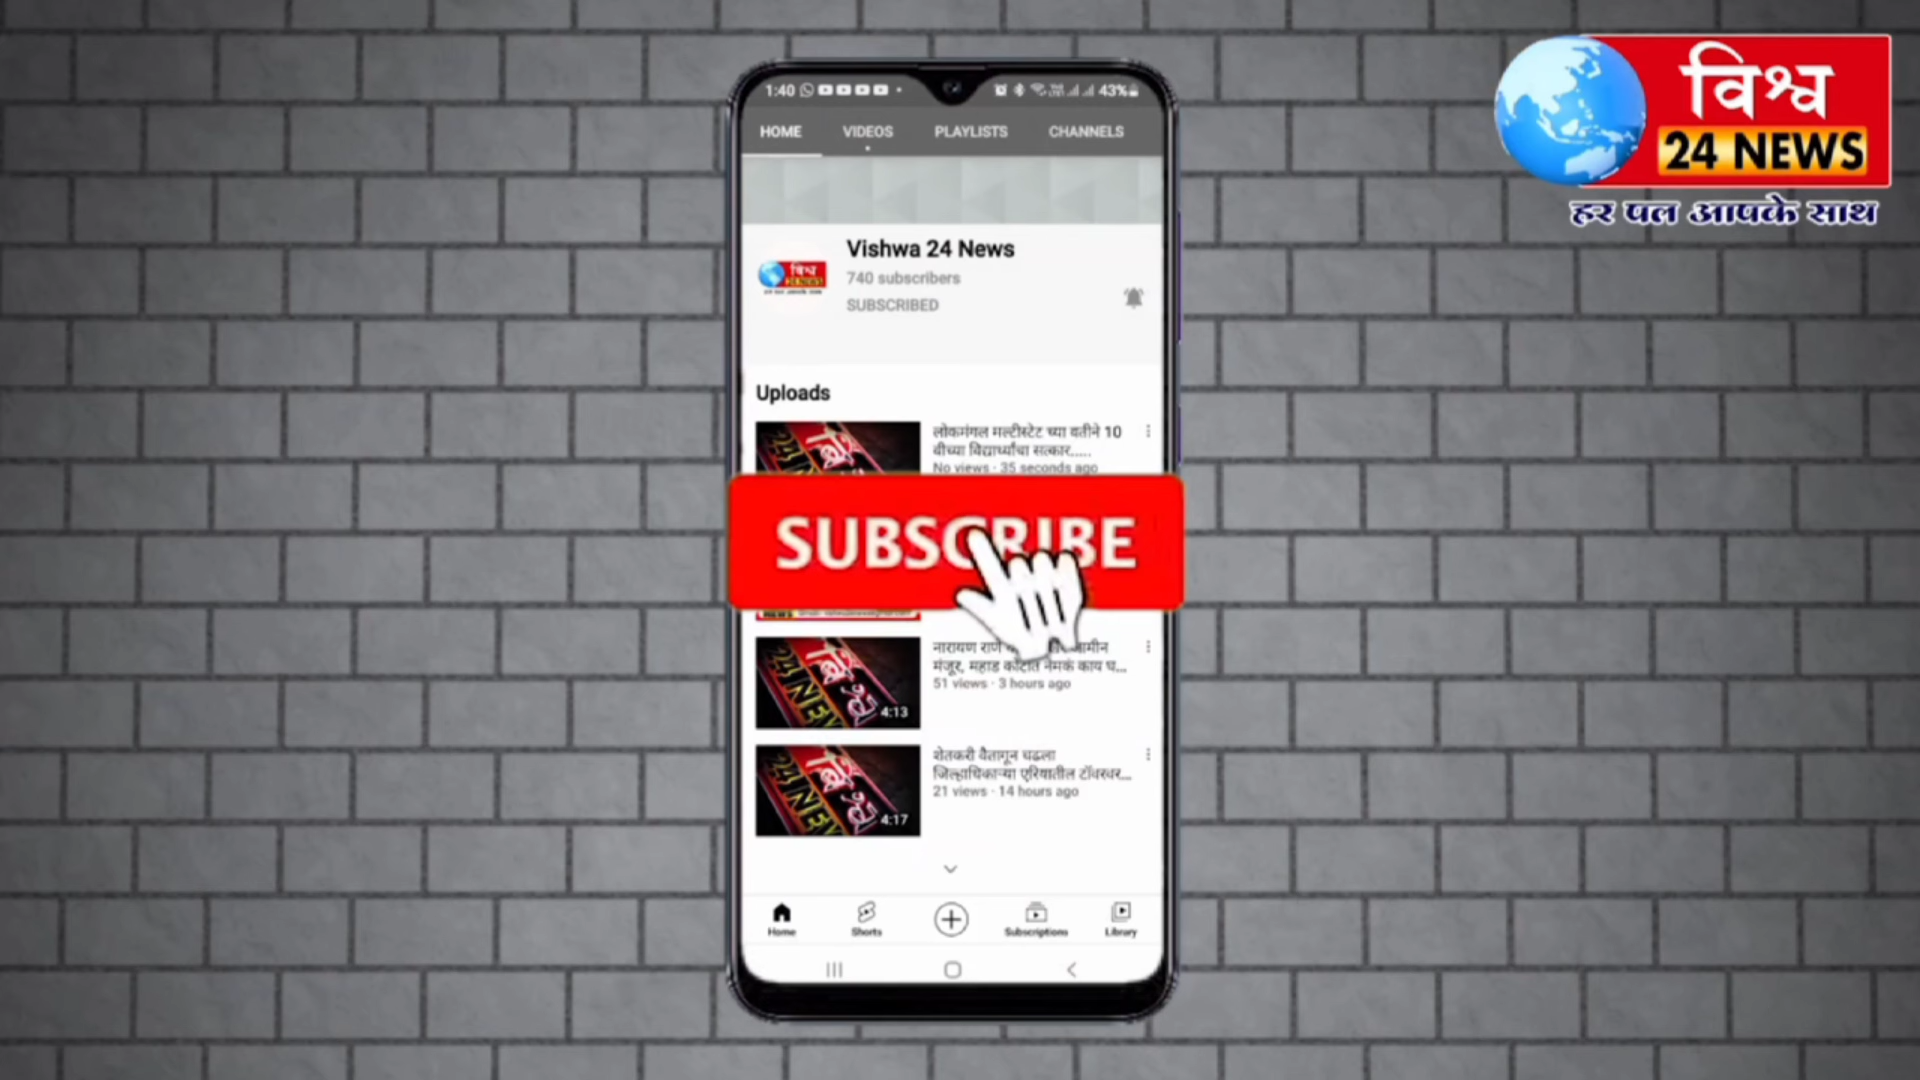 विश्व
24 NEWS
हर पल आपके साथ
1:40
43%
HOME VIDEOS PLAYLISTS CHANNELS
Vishwa 24 News
740 subscribers
SUBSCRIBED
Uploads
लोकमंगल मल्टीस्टेट च्या वतीने 10
वीच्या विद्यार्थ्यांचा सत्कार.....
No views · 35 seconds ago
SUBSCRIBE
नारायण राणे
मंजूर, महाड कोर्टात नेमकं काय घ...
51 views · 3 hours ago
4:13
शेतकरी वैतागून चढला
जिल्हाधिकाऱ्या एरियातील टॉवरवर...
21 views · 14 hours ago
4:17
Home Shorts Subscriptions Library